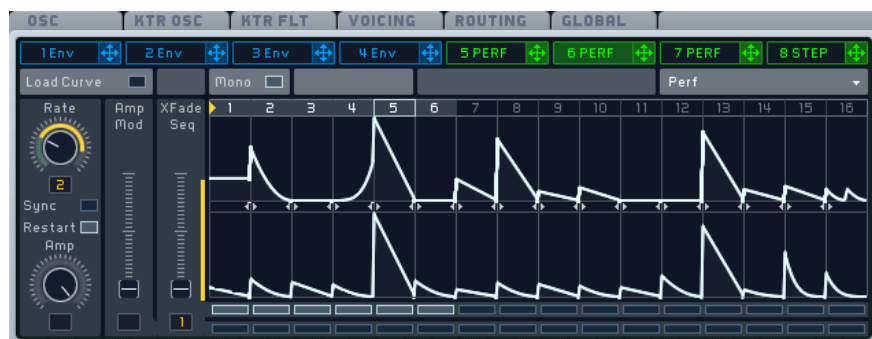 OSC KTR OSC KTR FLT VOICING ROUTING GLOBAL
1 Env 2 Env 3 Env 4 Env 5 PERF 6 PERF 7 PERF 8 STEP
Load Curve Mono Perf
Rate Amp Mod XFade Seq 1 2 3 4 5 6 7 8 9 10 11 12 13 14 15 16
2
Sync
Restart
Amp
1